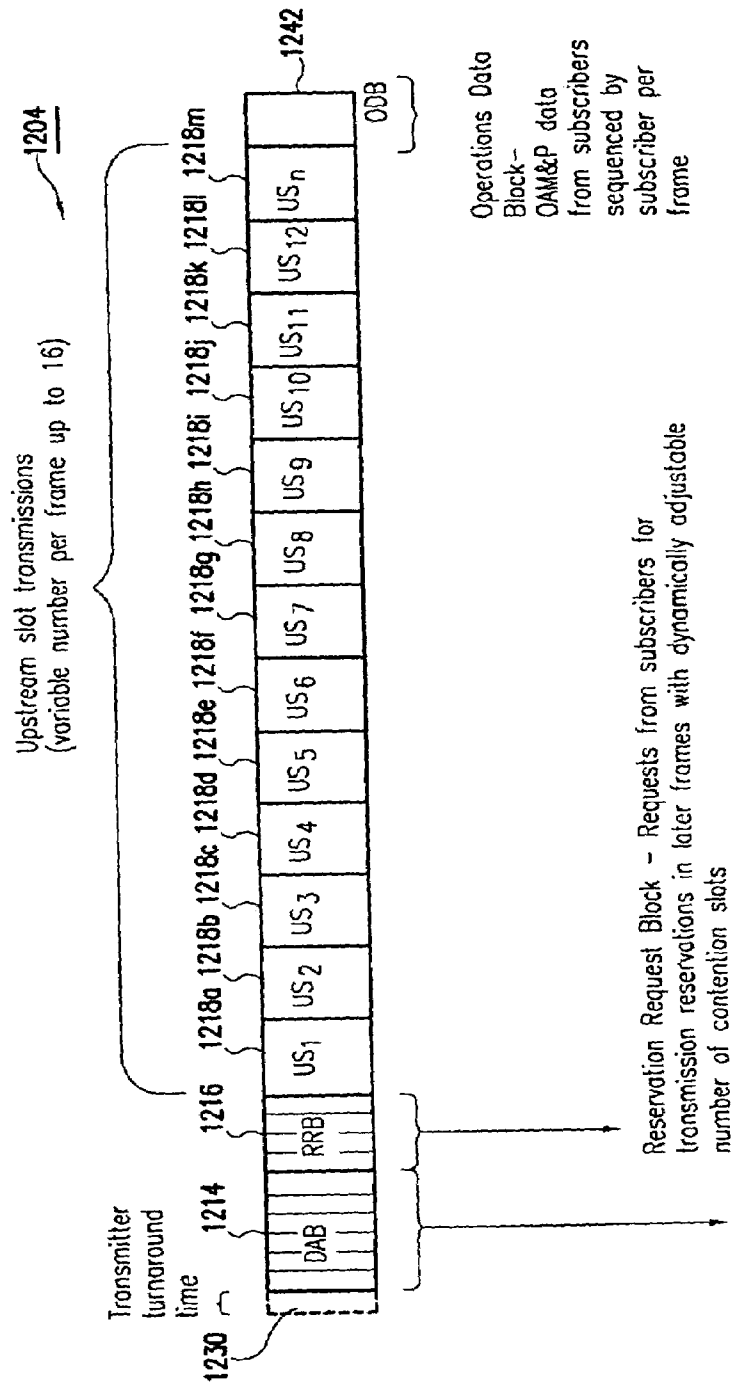 1204
Upstream slot transmissions
(variable number per frame up to 16)
Transmitter
turnaround
time
1230
1214
1216
1218a
1218b
1218c
1218d
1218e
1218f
1218g
1218h
1218i
1218j
1218k
1218l
1218m
DAB
RRB
US1
US2
US3
US4
US5
US6
US7
US8
US9
US10
US11
US12
USn
1242
ODB
Operations Data
Block-
OAM&P data
from subscribers
sequenced by
subscriber per
frame
Reservation Request Block - Requests from subscribers for
transmission reservations in later frames with dynamically adjustable
number of contention slots